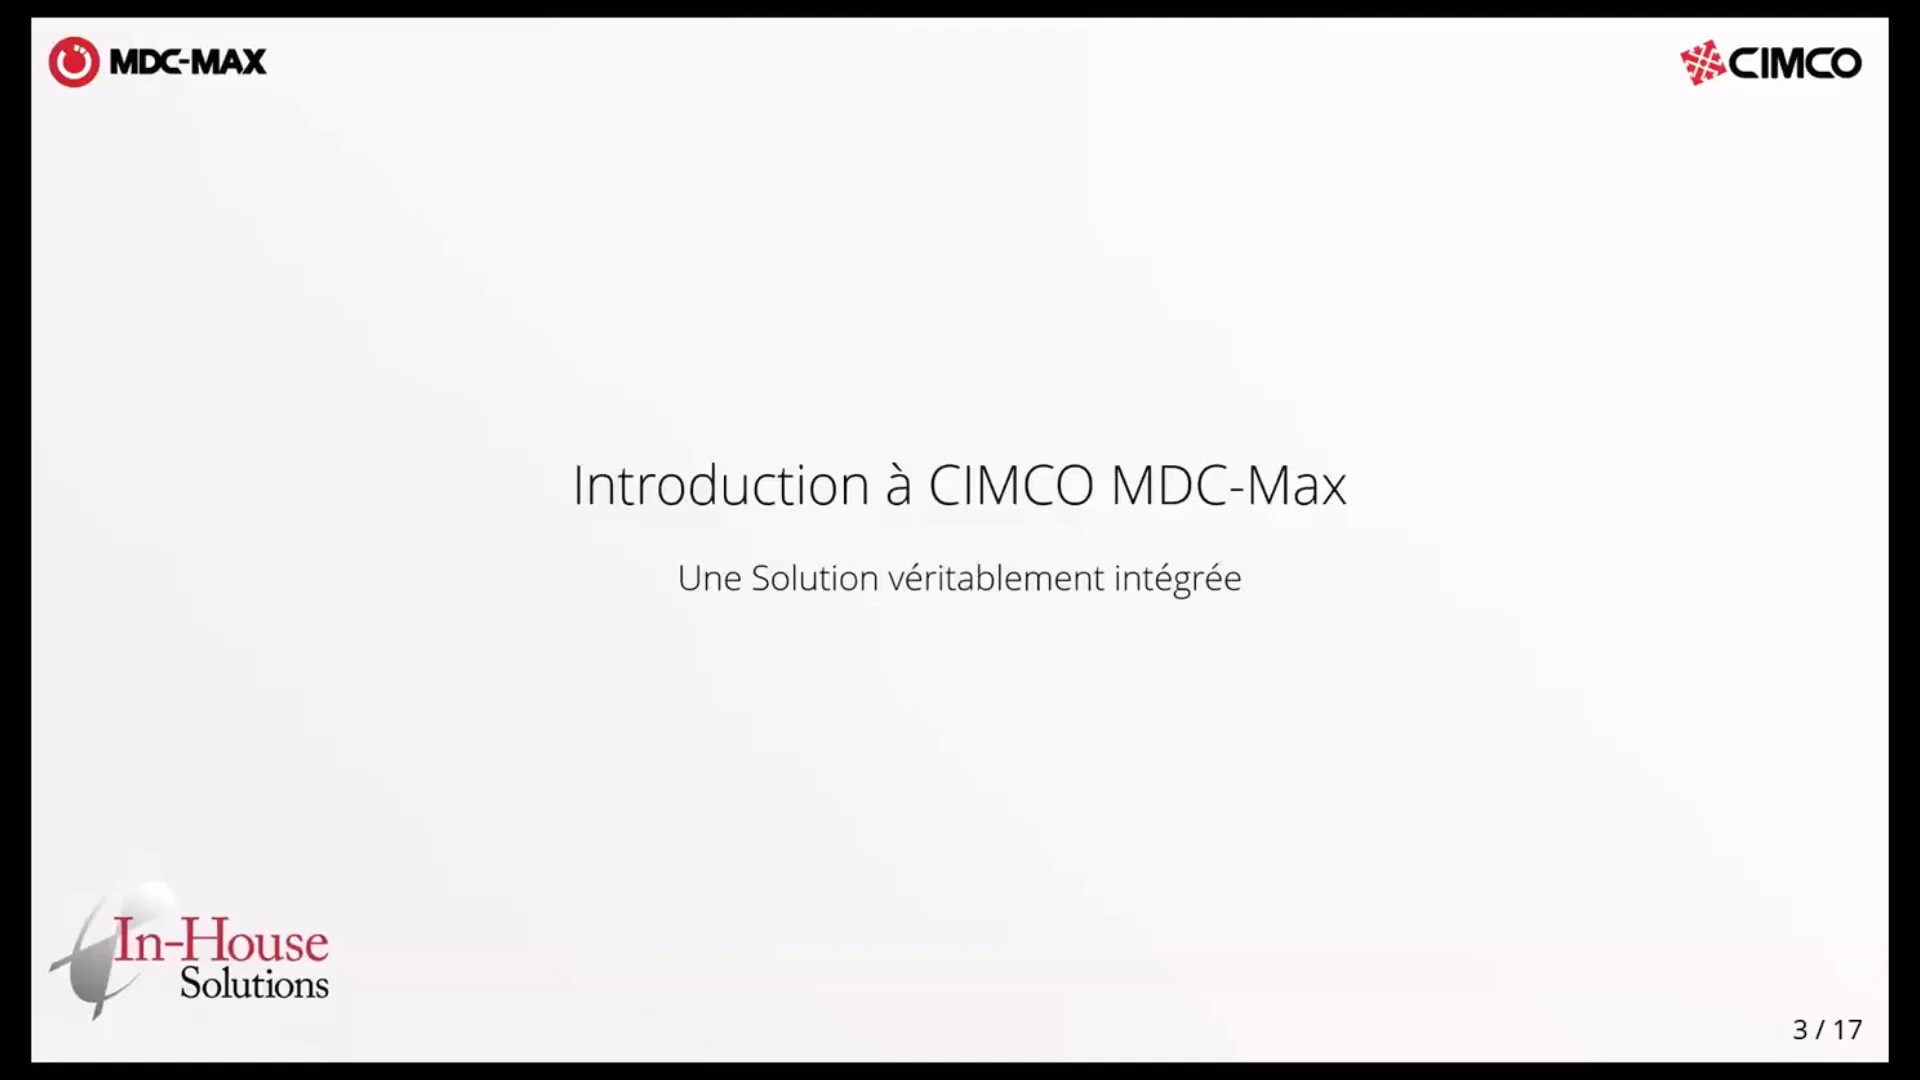 MDC-MAX
CIMCO
Introduction à CIMCO MDC-Max
Une Solution véritablement intégrée
In-House
Solutions
3 / 17